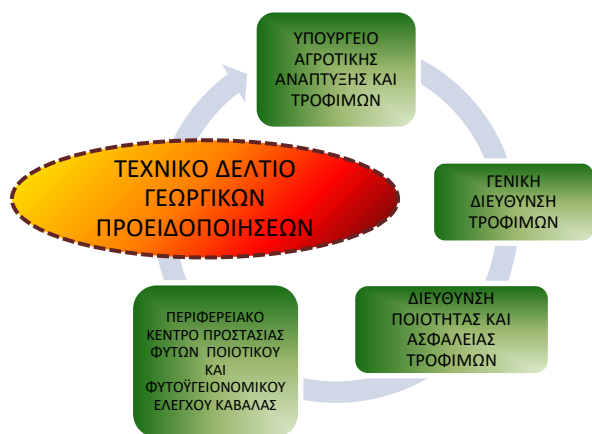 ΥΠΟΥΡΓΕΙΟ
ΑΓΡΟΤΙΚΗΣ
ΑΝΑΠΤΥΞΗΣ ΚΑΙ
ΤΡΟΦΙΜΩΝ
ΤΕΧΝΙΚΟ ΔΕΛΤΙΟ
ΓΕΩΡΓΙΚΩΝ
ΠΡΟΕΙΔΟΠΟΙΗΣΕΩΝ
ΓΕΝΙΚΗ
ΔΙΕΥΘΥΝΣΗ
ΤΡΟΦΙΜΩΝ
ΔΙΕΥΘΥΝΣΗ
ΠΟΙΟΤΗΤΑΣ ΚΑΙ
ΑΣΦΑΛΕΙΑΣ
ΤΡΟΦΙΜΩΝ
ΠΕΡΙΦΕΡΕΙΑΚΟ
ΚΕΝΤΡΟ ΠΡΟΣΤΑΣΙΑΣ
ΦΥΤΩΝ ΠΟΙΟΤΙΚΟΥ
ΚΑΙ
ΦΥΤΟΫΓΕΙΟΝΟΜΙΚΟΥ
ΕΛΕΓΧΟΥ ΚΑΒΑΛΑΣ